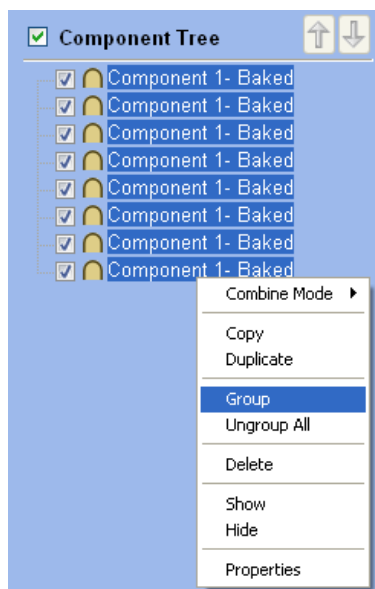 Component Tree
Component 1- Baked
Component 1- Baked
Component 1- Baked
Component 1- Baked
Component 1- Baked
Component 1- Baked
Component 1- Baked
Component 1- Baked
Combine Mode
Copy
Duplicate
Group
Ungroup All
Delete
Show
Hide
Properties